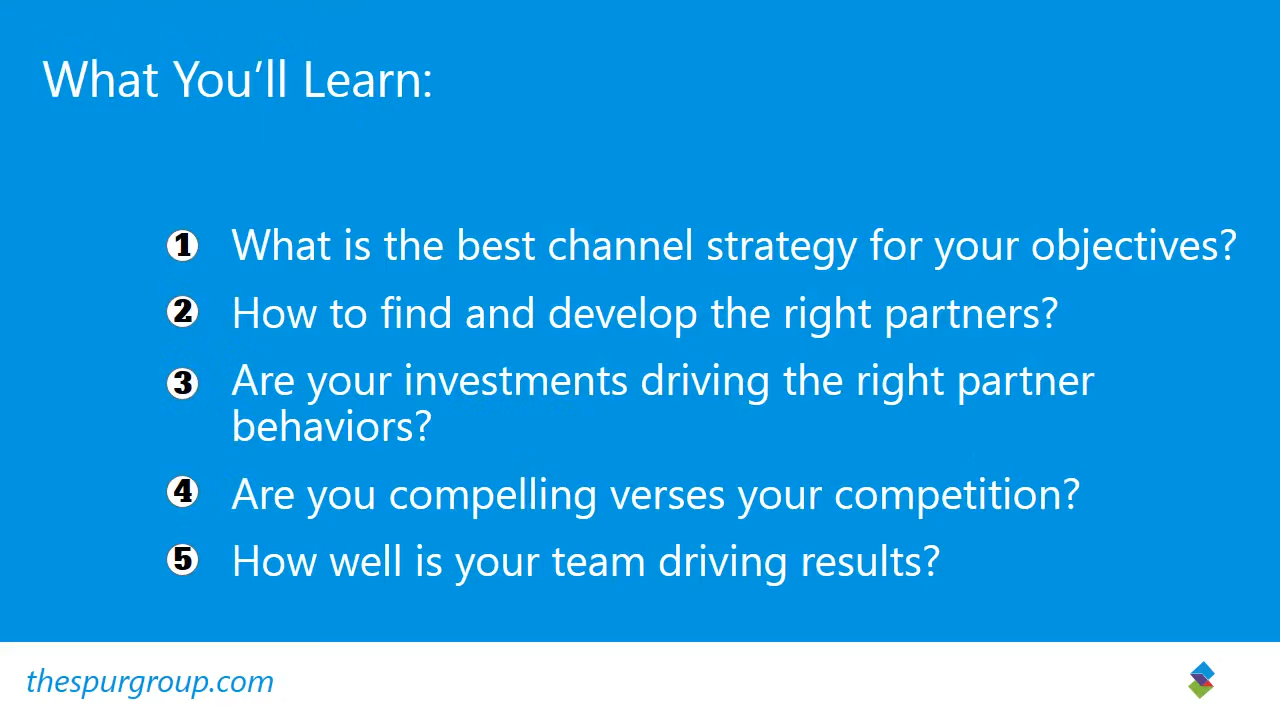 What You’ll Learn:
1 What is the best channel strategy for your objectives?
2 How to find and develop the right partners?
3 Are your investments driving the right partner
behaviors?
4 Are you compelling verses your competition?
5 How well is your team driving results?
thespurgroup.com